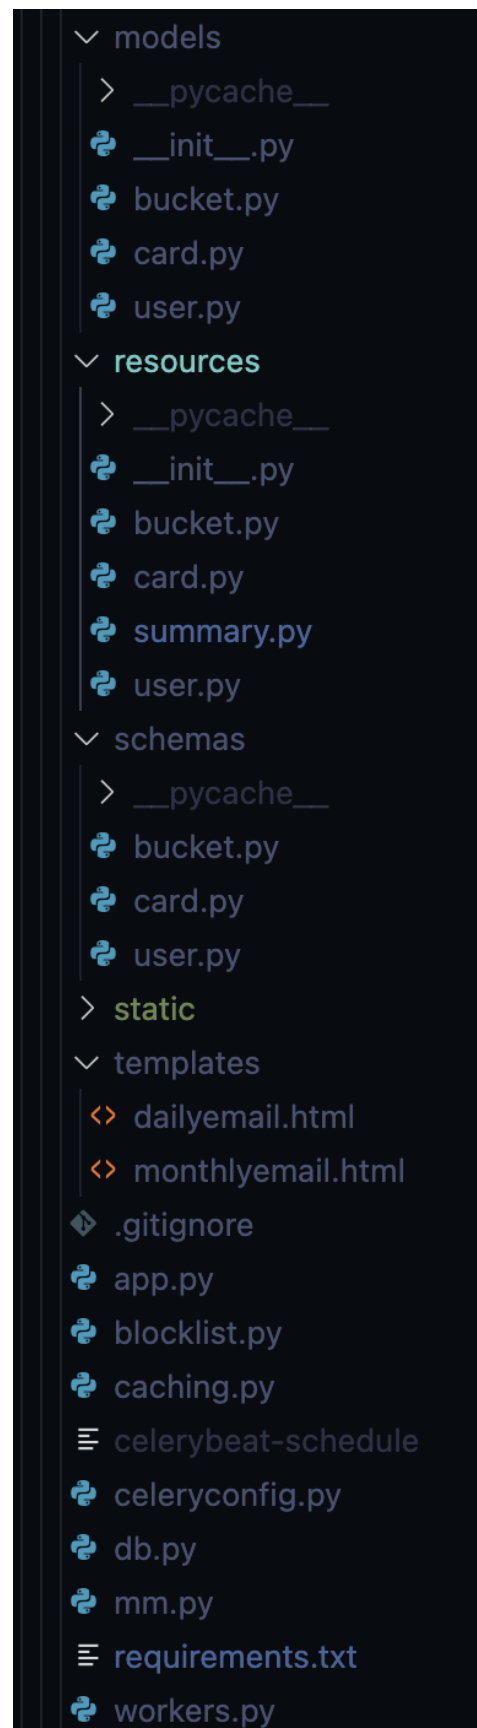 models
__pycache__
__init__.py
bucket.py
card.py
user.py
resources
__pycache__
__init__.py
bucket.py
card.py
summary.py
user.py
schemas
__pycache__
bucket.py
card.py
user.py
static
templates
dailyemail.html
monthlyemail.html
.gitignore
app.py
blocklist.py
caching.py
celerybeat-schedule
celeryconfig.py
db.py
mm.py
requirements.txt
workers.py